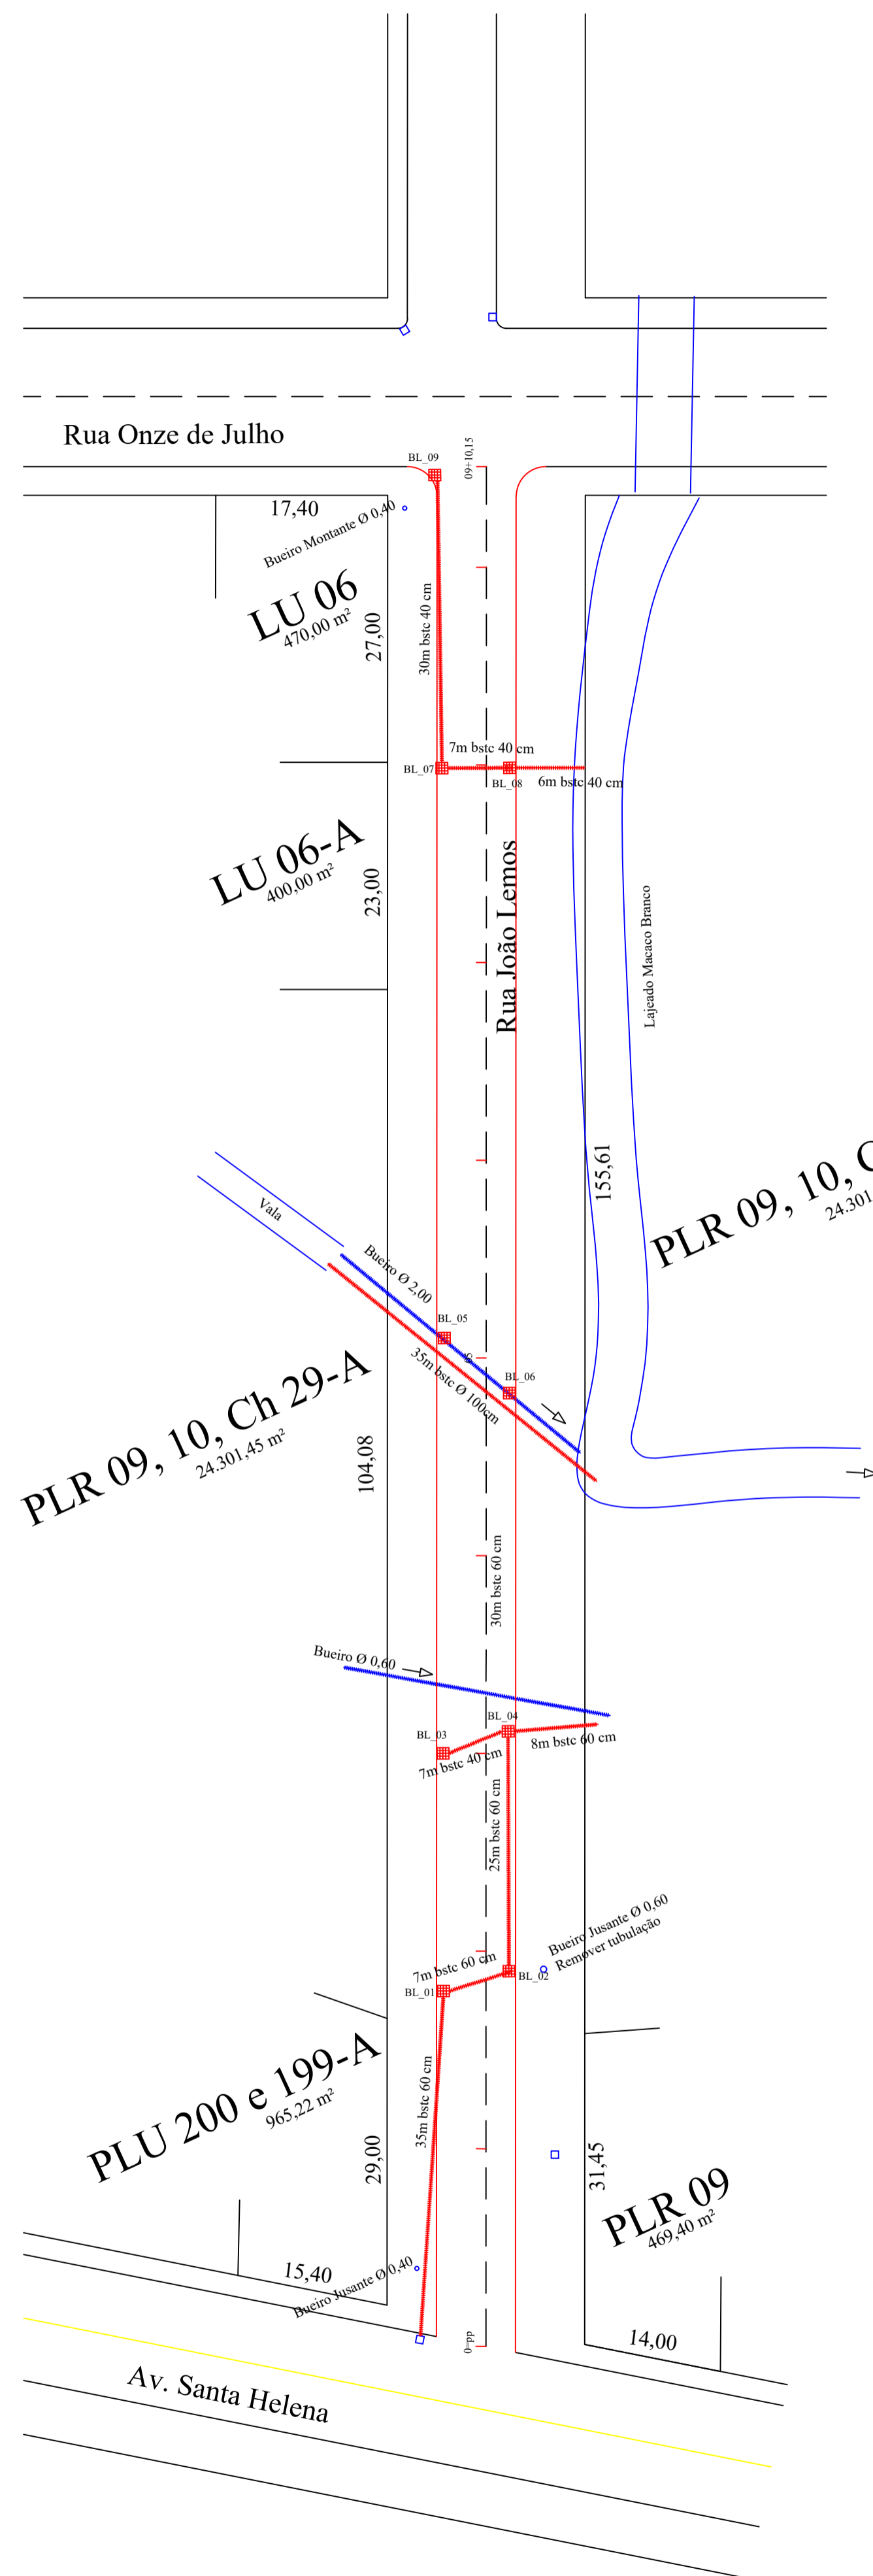 Rua Onze de Julho
BL_09
09+10,15
17,40
Bueiro Montante Ø 0,40
LU 06
470,00 m²
27,00
30m bstc 40 cm
7m bstc 40 cm
BL_07
BL_08
6m bstc 40 cm
LU 06-A
400,00 m²
23,00
Rua João Lemos
Lajeado Macaco Branco
155,61
PLR 09, 10, C
24.301
Vala
Bueiro Ø 2,00
BL_05
BL_06
35m bstc Ø 100cm
PLR 09, 10, Ch 29-A
24.301,45 m²
104,08
30m bstc 60 cm
Bueiro Ø 0,60
BL_04
BL_03
7m bstc 40 cm
8m bstc 60 cm
25m bstc 60 cm
Bueiro Jusante Ø 0,60
Remover tubulação
7m bstc 60 cm
BL_02
BL_01
PLU 200 e 199-A
965,22 m²
35m bstc 60 cm
29,00
31,45
PLR 09
469,40 m²
15,40
Bueiro Jusante Ø 0,40
0=pp
14,00
Av. Santa Helena